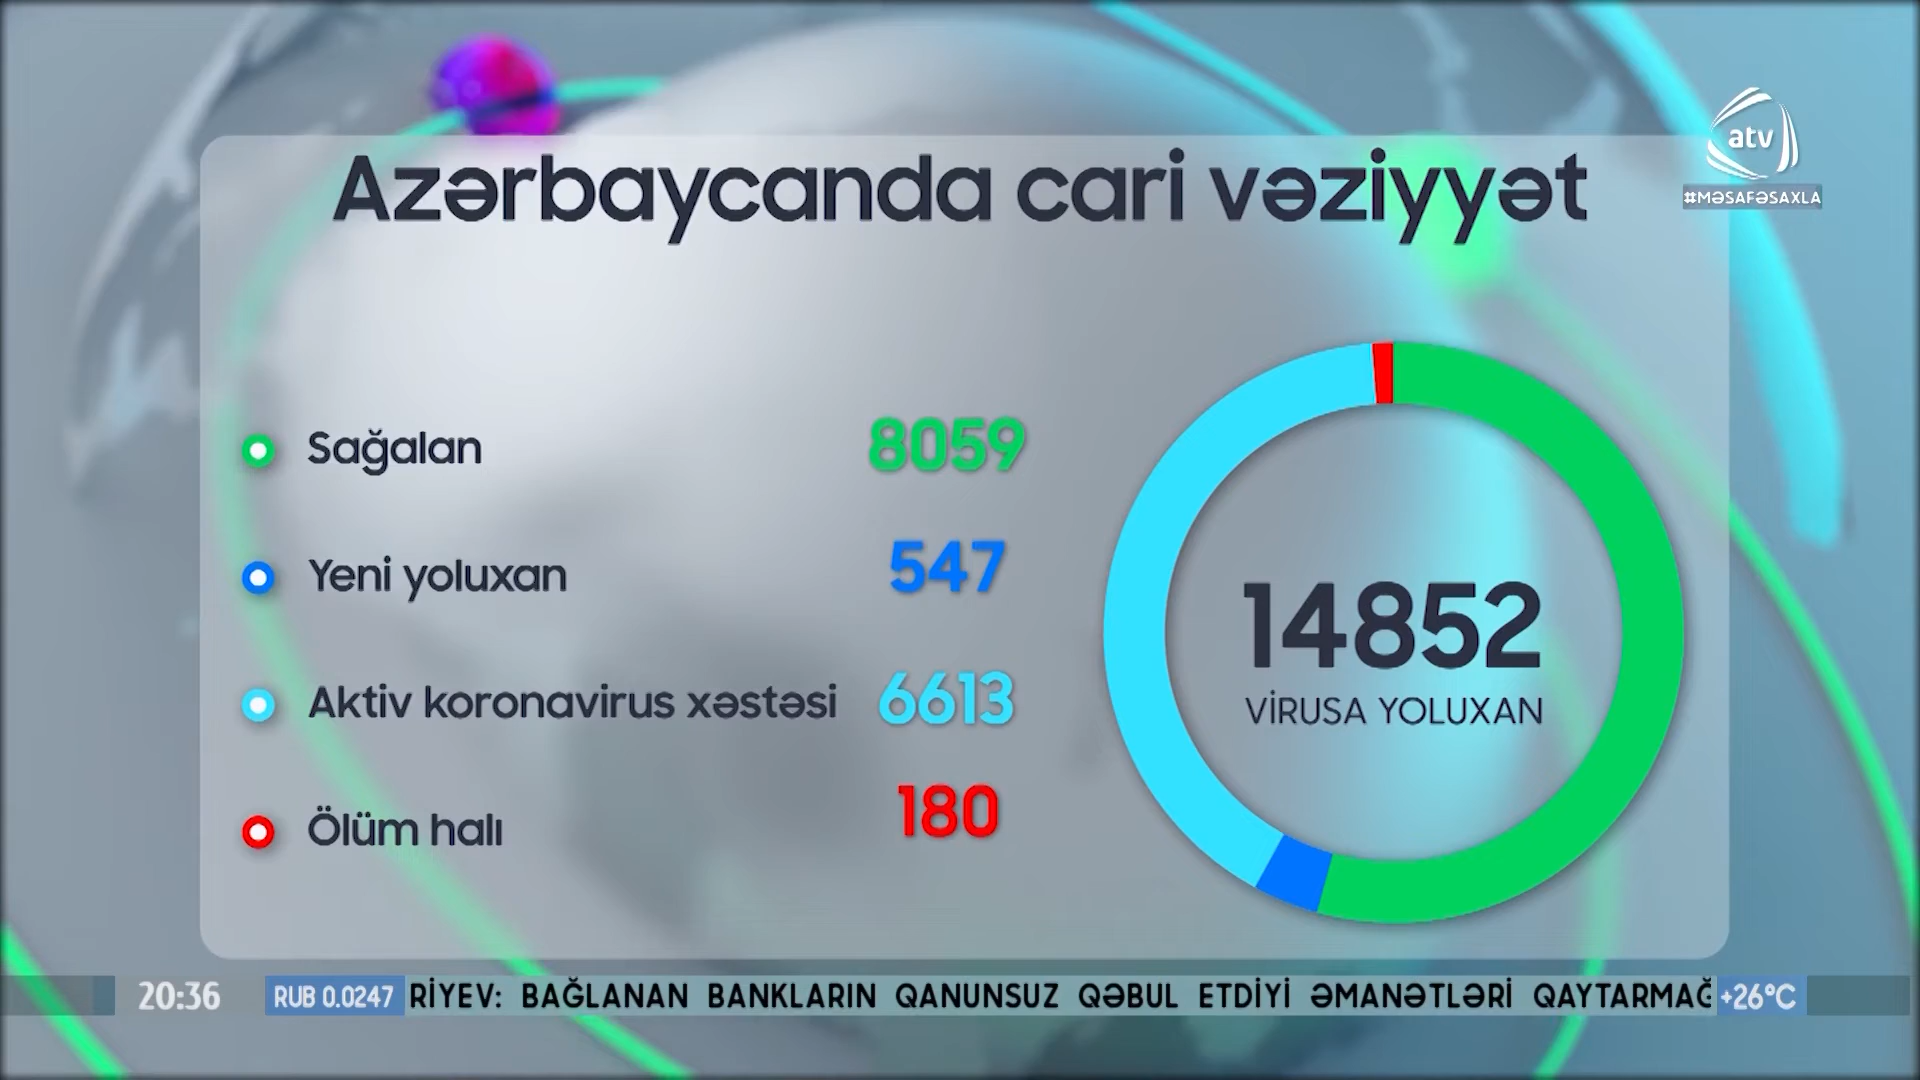 atv
#MƏSAFƏSAXLA
Azərbaycanda cari vəziyyət
Sağalan 8059
Yeni yoluxan 547
Aktiv koronavirus xəstəsi 6613
Ölüm halı 180
14852
VİRUSA YOLUXAN
20:36 RUB 0.0247 RİYEV: BAĞLANAN BANKLARIN QANUNSUZ QƏBUL ETDİYİ ƏMANƏTLƏRİ QAYTARMAĞ +26°C